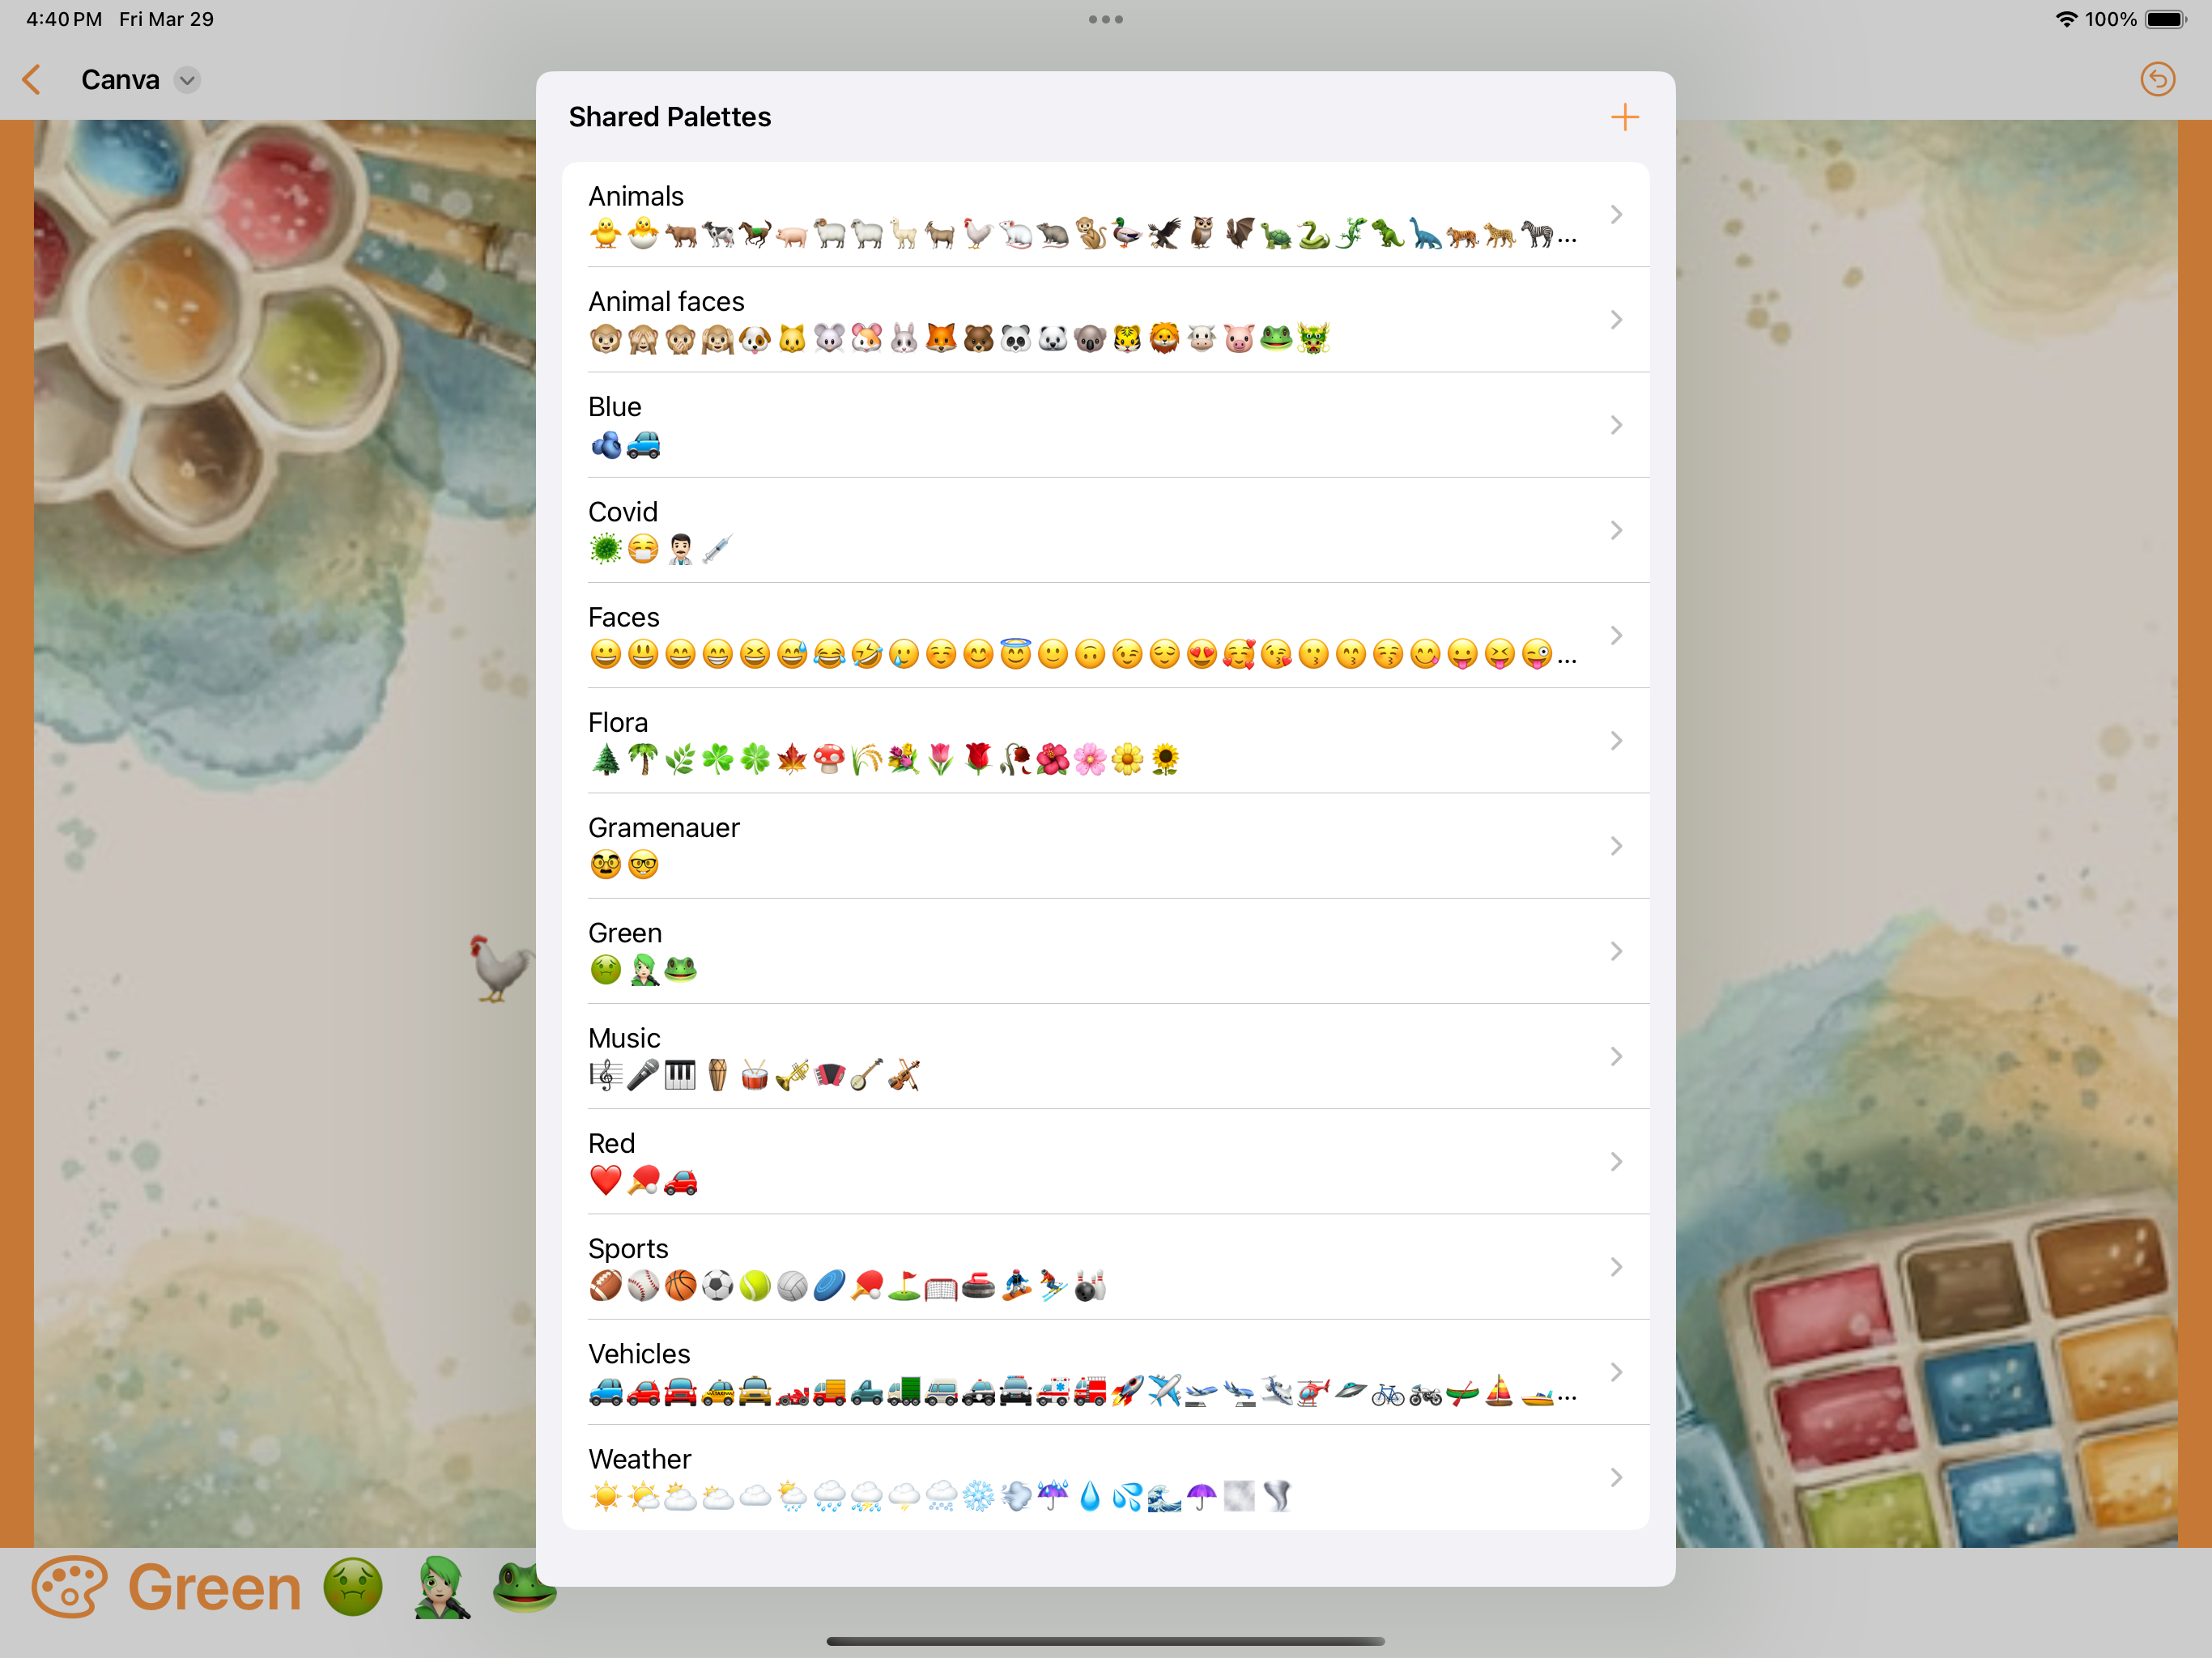 4:40 PM Fri Mar 29
100%
Canva
Shared Palettes
Animals
...
Animal faces
Blue
Covid
Faces
...
Flora
Gramenauer
Green
Music
Red
Sports
Vehicles
...
Weather
Green